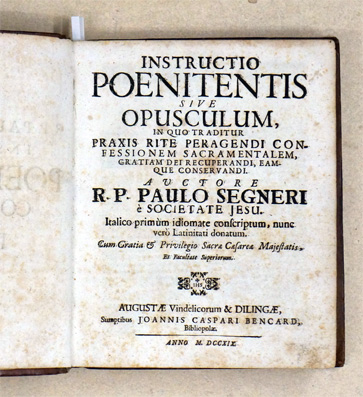 INSTRUCTIO
POENITENTIS
SIVE
OPUSCULUM,
IN QUO TRADITUR
PRAXIS RITE PERAGENDI CON-
FESSIONEM SACRAMENTALEM,
GRATIAM DEI RECUPERANDI, EAM-
QUE CONSERVANDI.
AUCTORE
R. P. PAULO SEGNERI
è SOCIETATE JESU.
Italico primùm idiomate conscriptum, nunc
verò Latinitati donatum.
Cum Gratia & Privilegio Sacræ Cæsareæ Majestatis,
Et Facultate Superiorum.
AUGUSTÆ Vindelicorum & DILINGÆ,
Sumptibus JOANNIS CASPARI BENCARD,
Bibliopolæ.
ANNO M. DCCXIX.